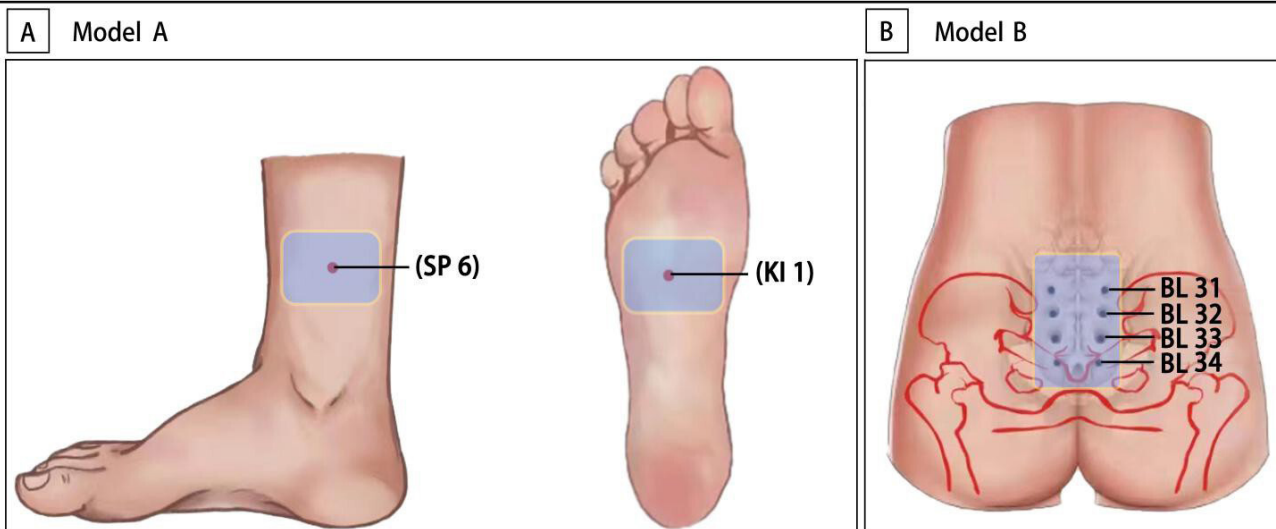 A Model A
B Model B
(SP 6)
(KI 1)
BL 31
BL 32
BL 33
BL 34